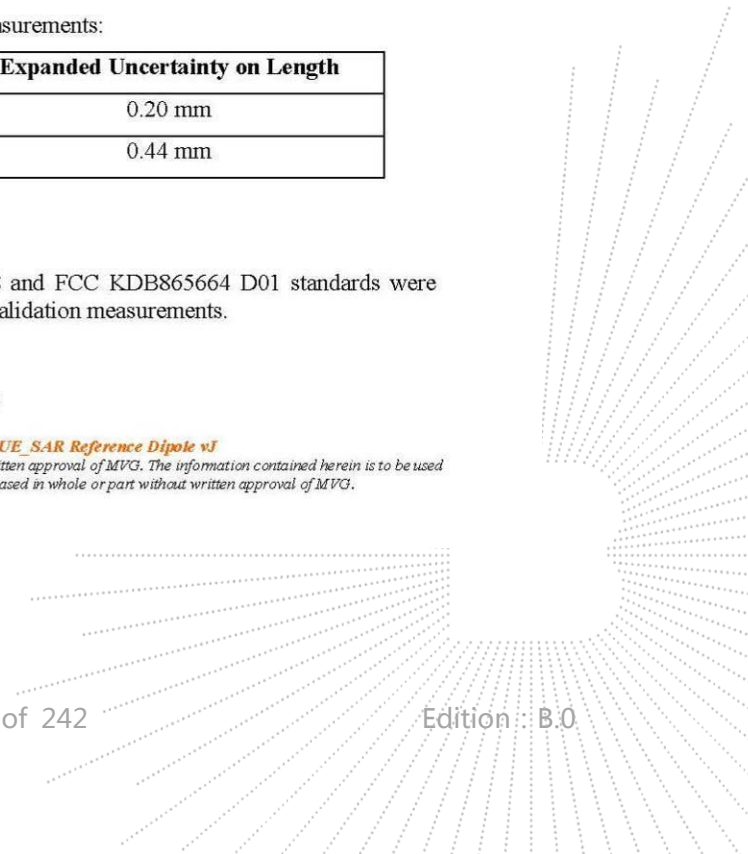 surements:
Expanded Uncertainty on Length
0.20 mm
0.44 mm
and FCC KDB865664 D01 standards were
alidation measurements.
UE_SAR Reference Dipole vJ
tten approval of MVG. The information contained herein is to be used
ased in whole or part without written approval of MVG.
of 242
Edition : B.0